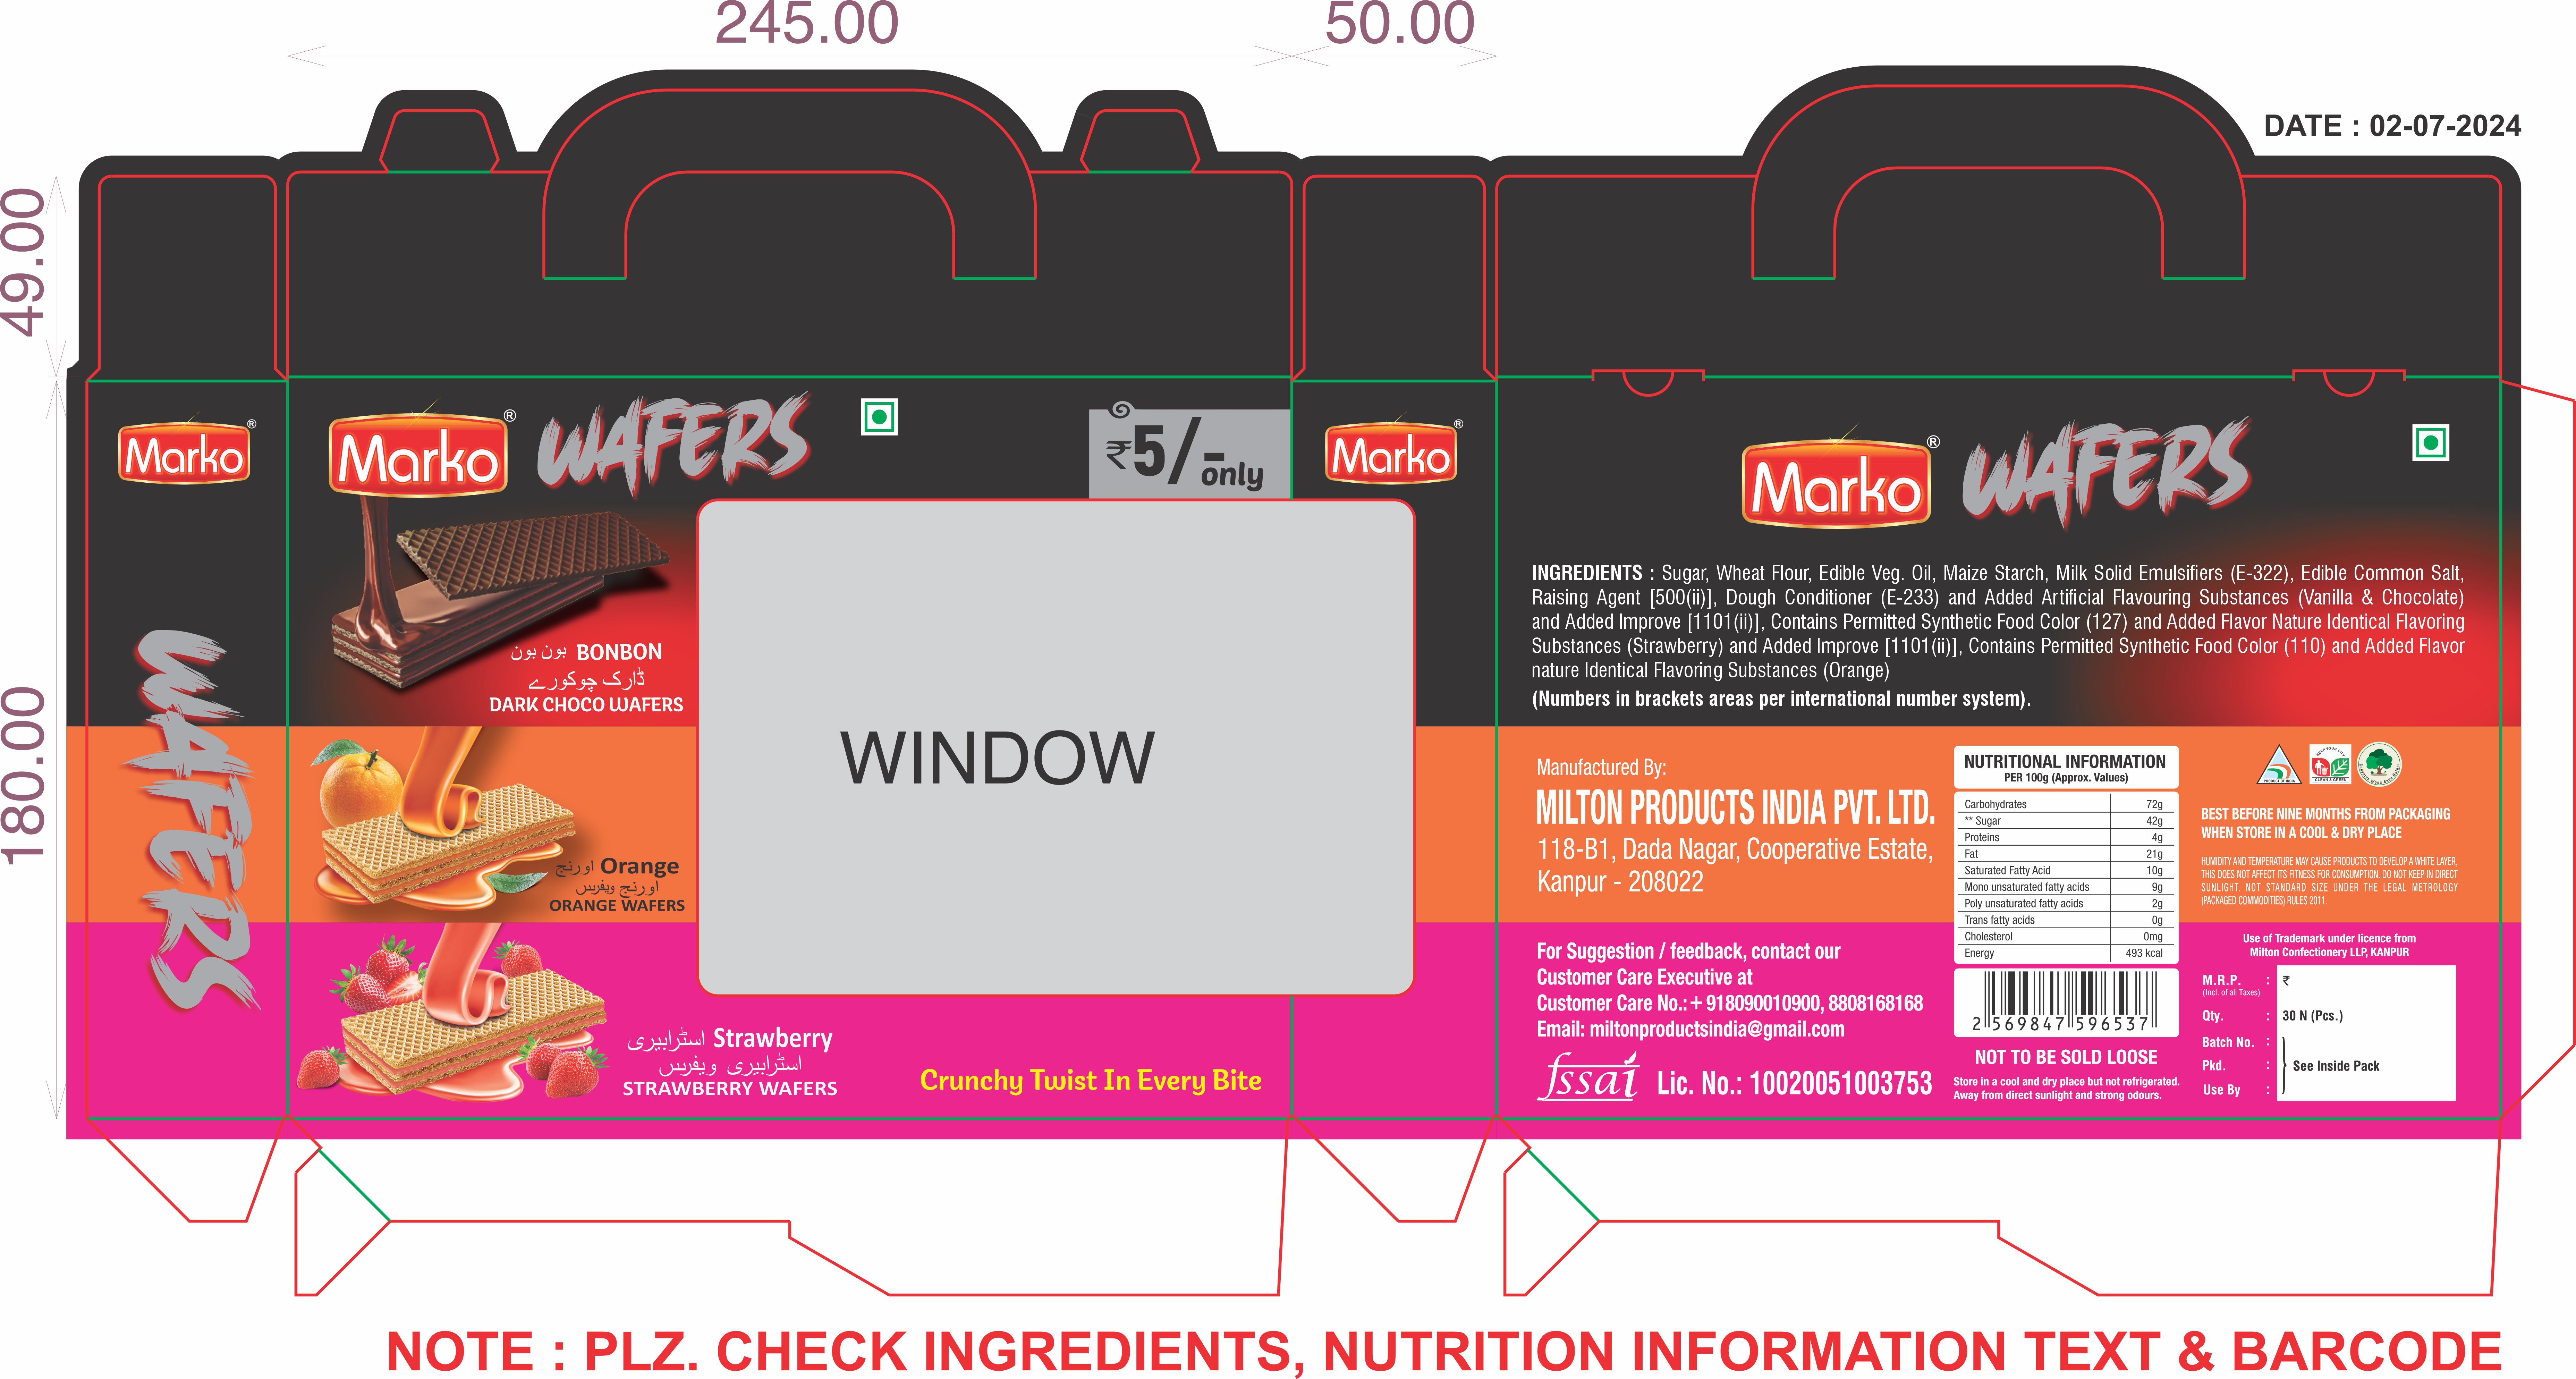 245.00
50.00
DATE : 02-07-2024
49.00
180.00
Marko®
WAFERS
Marko®
WAFERS
₹5/-
only
بون بون BONBON
ڈارک چوکورے
DARK CHOCO WAFERS
اورنج Orange
اورنج ویفریس
ORANGE WAFERS
اسٹرابیری Strawberry
اسٹرابیری ویفریس
STRAWBERRY WAFERS
WINDOW
Crunchy Twist In Every Bite
Marko®
Marko®
WAFERS
INGREDIENTS : Sugar, Wheat Flour, Edible Veg. Oil, Maize Starch, Milk Solid Emulsifiers (E-322), Edible Common Salt,
Raising Agent [500(ii)], Dough Conditioner (E-233) and Added Artificial Flavouring Substances (Vanilla & Chocolate)
and Added Improve [1101(ii)], Contains Permitted Synthetic Food Color (127) and Added Flavor Nature Identical Flavoring
Substances (Strawberry) and Added Improve [1101(ii)], Contains Permitted Synthetic Food Color (110) and Added Flavor
nature Identical Flavoring Substances (Orange)
(Numbers in brackets areas per international number system).
Manufactured By:
MILTON PRODUCTS INDIA PVT. LTD.
118-B1, Dada Nagar, Cooperative Estate,
Kanpur - 208022
For Suggestion / feedback, contact our
Customer Care Executive at
Customer Care No.:+918090010900, 8808168168
Email: miltonproductsindia@gmail.com
fssai Lic. No.: 10020051003753
NUTRITIONAL INFORMATION
PER 100g (Approx. Values)
Carbohydrates 72g
** Sugar 42g
Proteins 4g
Fat 21g
Saturated Fatty Acid 10g
Mono unsaturated fatty acids 9g
Poly unsaturated fatty acids 2g
Trans fatty acids 0g
Cholesterol 0mg
Energy 493 kcal
2 569847 596537
NOT TO BE SOLD LOOSE
Store in a cool and dry place but not refrigerated.
Away from direct sunlight and strong odours.
PRODUCT OF INDIA
KEEP YOUR CITY
CLEAN & GREEN
BEST BEFORE NINE MONTHS FROM PACKAGING
WHEN STORE IN A COOL & DRY PLACE
HUMIDITY AND TEMPERATURE MAY CAUSE PRODUCTS TO DEVELOP A WHITE LAYER,
THIS DOES NOT AFFECT ITS FITNESS FOR CONSUMPTION. DO NOT KEEP IN DIRECT
SUNLIGHT. NOT STANDARD SIZE UNDER THE LEGAL METROLOGY
(PACKAGED COMMODITIES) RULES 2011.
Use of Trademark under licence from
Milton Confectionery LLP, KANPUR
M.R.P. : ₹
(Incl. of all Taxes)
Qty. : 30 N (Pcs.)
Batch No. :
Pkd. : See Inside Pack
Use By :
NOTE : PLZ. CHECK INGREDIENTS, NUTRITION INFORMATION TEXT & BARCODE